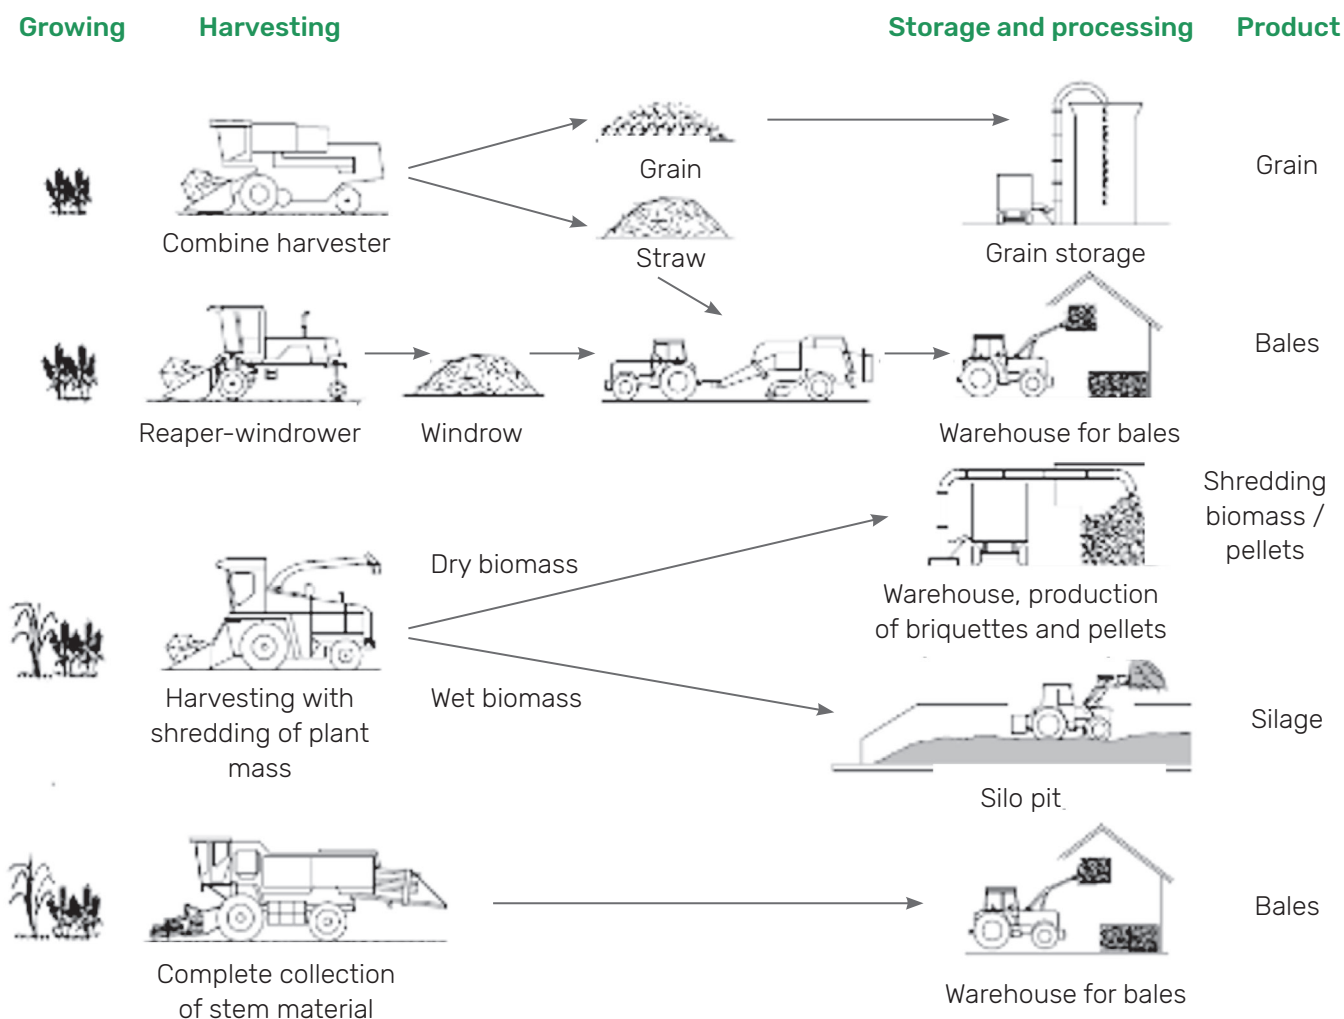 Growing
Harvesting
Storage and processing
Product
Combine harvester
Grain
Straw
Grain storage
Grain
Reaper-windrower
Windrow
Warehouse for bales
Bales
Harvesting with
shredding of plant
mass
Dry biomass
Wet biomass
Warehouse, production
of briquettes and pellets
Shredding
biomass /
pellets
Silo pit
Silage
Complete collection
of stem material
Warehouse for bales
Bales